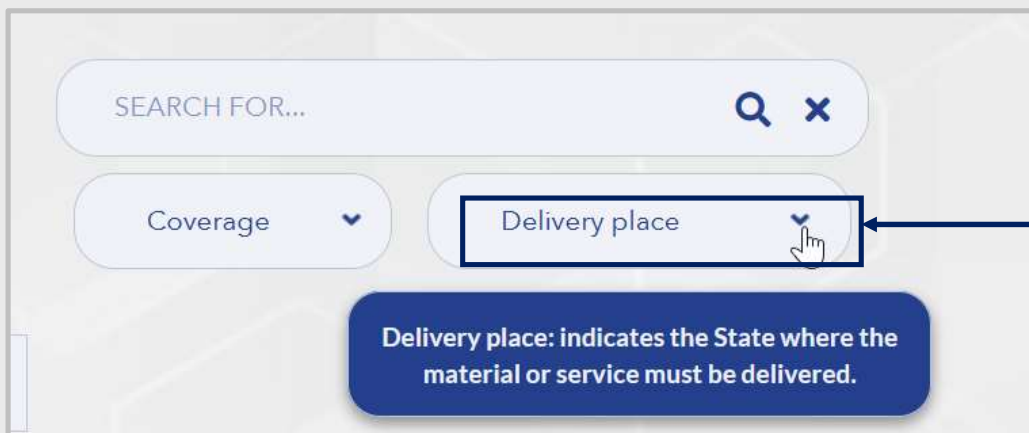 SEARCH FOR...
Coverage
Delivery place
Delivery place: indicates the State where the
material or service must be delivered.